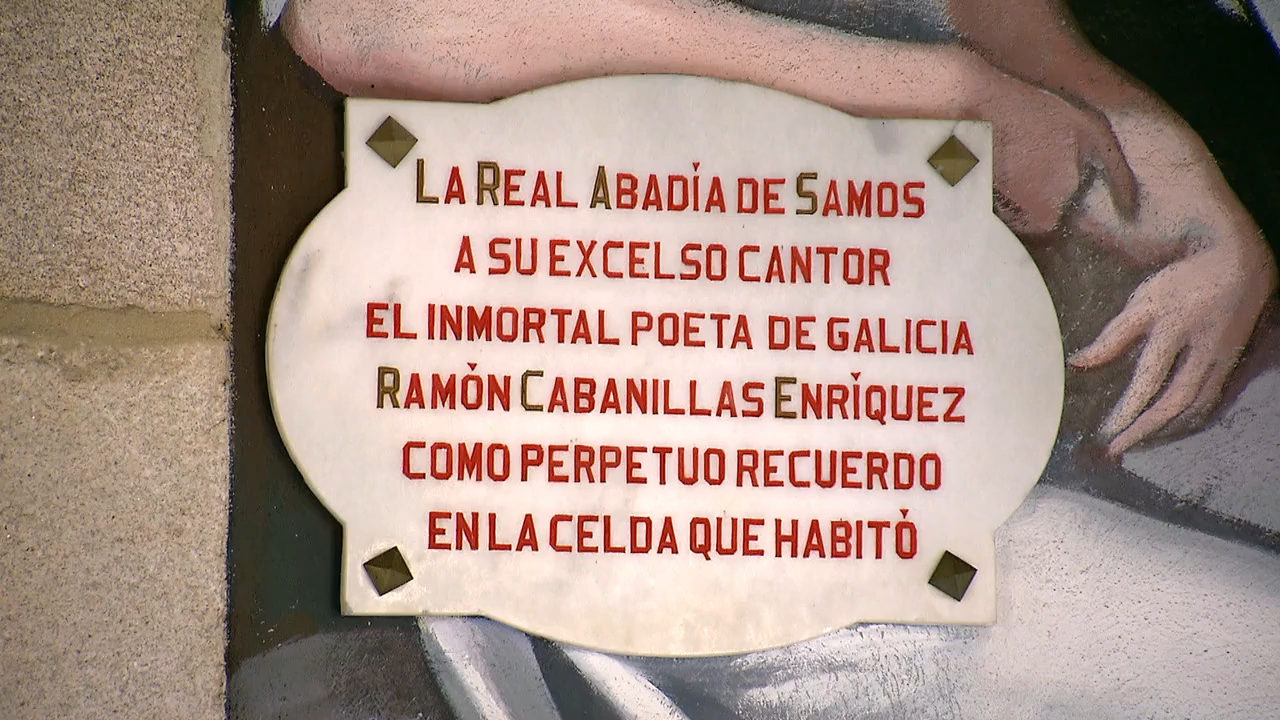 LA REAL ABADÍA DE SAMOS
A SU EXCELSO CANTOR
EL INMORTAL POETA DE GALICIA
RAMÓN CABANILLAS ENRÍQUEZ
COMO PERPETUO RECUERDO
EN LA CELDA QUE HABITÓ